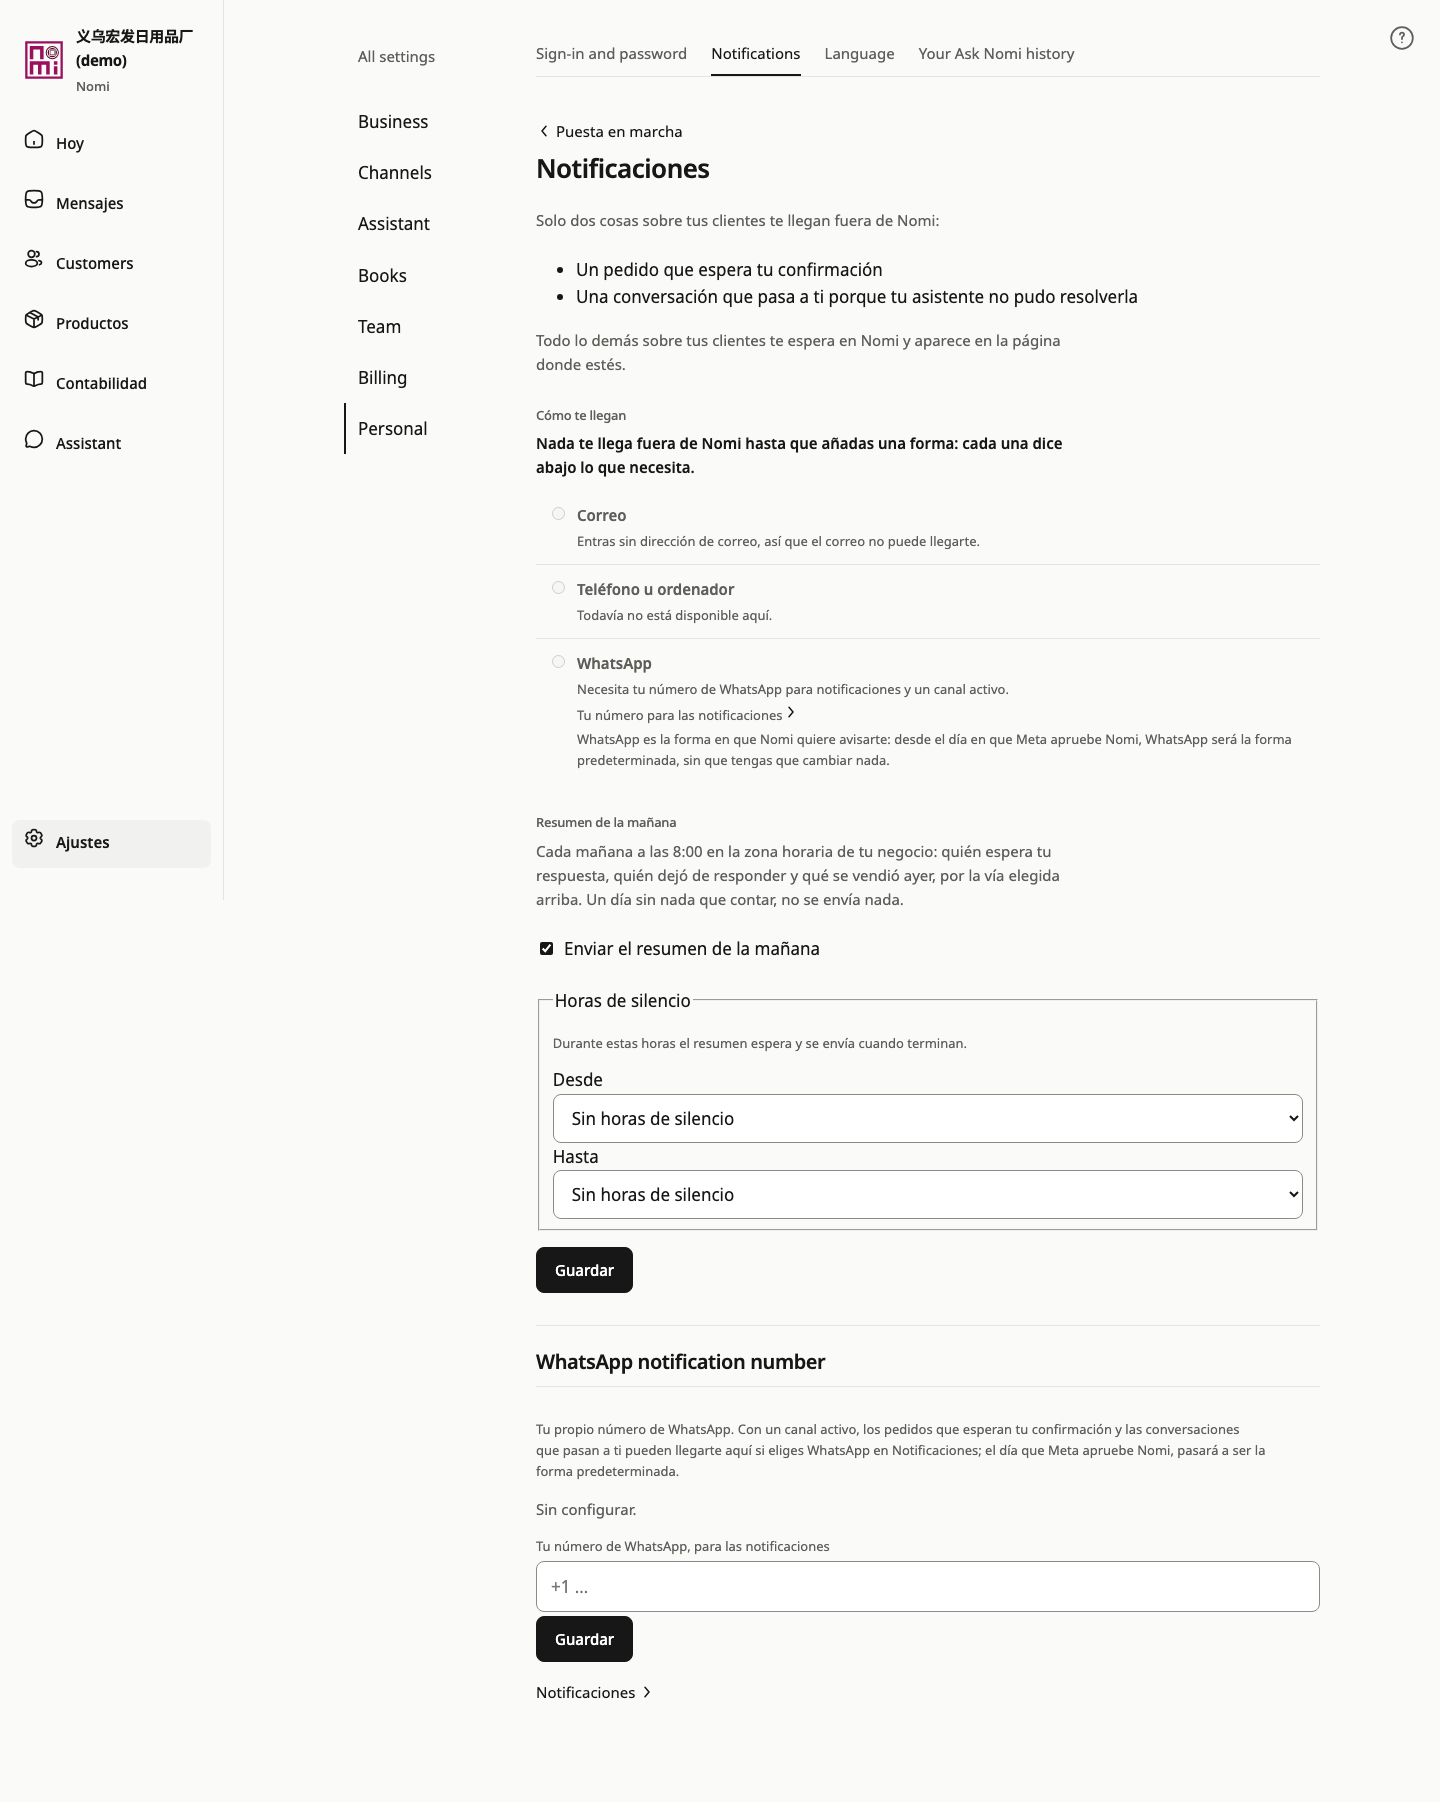 义乌宏发日用品厂
(demo)
Nomi
Hoy
Mensajes
Customers
Productos
Contabilidad
Assistant
Ajustes
All settings
Business
Channels
Assistant
Books
Team
Billing
Personal
Sign-in and password
Notifications
Language
Your Ask Nomi history
Puesta en marcha
Notificaciones
Solo dos cosas sobre tus clientes te llegan fuera de Nomi:
Un pedido que espera tu confirmación
Una conversación que pasa a ti porque tu asistente no pudo resolverla
Todo lo demás sobre tus clientes te espera en Nomi y aparece en la página
donde estés.
Cómo te llegan
Nada te llega fuera de Nomi hasta que añadas una forma: cada una dice
abajo lo que necesita.
Correo
Entras sin dirección de correo, así que el correo no puede llegarte.
Teléfono u ordenador
Todavía no está disponible aquí.
WhatsApp
Necesita tu número de WhatsApp para notificaciones y un canal activo.
Tu número para las notificaciones
WhatsApp es la forma en que Nomi quiere avisarte: desde el día en que Meta apruebe Nomi, WhatsApp será la forma
predeterminada, sin que tengas que cambiar nada.
Resumen de la mañana
Cada mañana a las 8:00 en la zona horaria de tu negocio: quién espera tu
respuesta, quién dejó de responder y qué se vendió ayer, por la vía elegida
arriba. Un día sin nada que contar, no se envía nada.
Enviar el resumen de la mañana
Horas de silencio
Durante estas horas el resumen espera y se envía cuando terminan.
Desde
Sin horas de silencio
Hasta
Sin horas de silencio
Guardar
WhatsApp notification number
Tu propio número de WhatsApp. Con un canal activo, los pedidos que esperan tu confirmación y las conversaciones
que pasan a ti pueden llegarte aquí si eliges WhatsApp en Notificaciones; el día que Meta apruebe Nomi, pasará a ser la
forma predeterminada.
Sin configurar.
Tu número de WhatsApp, para las notificaciones
+1 ...
Guardar
Notificaciones